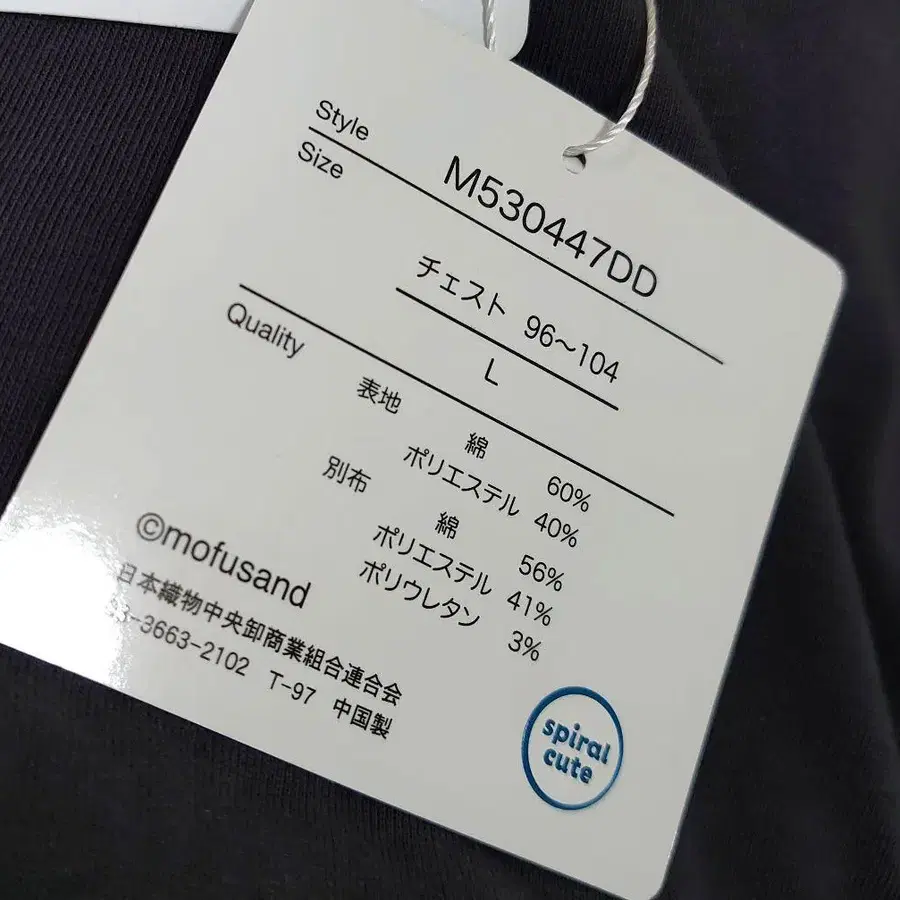 Style
M530447DD
Size
チェスト 96～104
L
Quality
表地
綿 60%
ポリエステル 40%
別布
綿 56%
ポリエステル 41%
ポリウレタン 3%
©mofusand
日本織物中央卸商業組合連合会
-3663-2102 T-97 中国製
spiral
cute